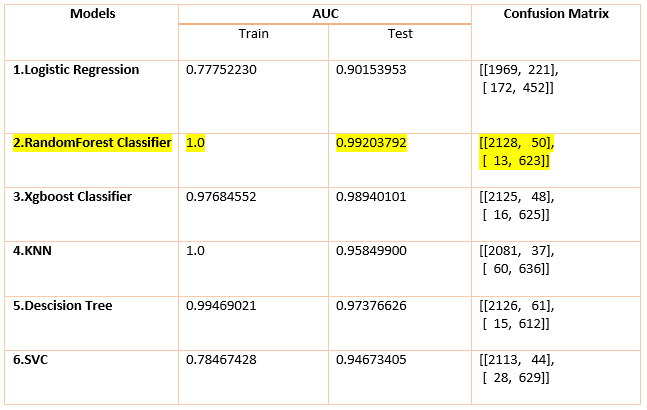 Models AUC Confusion Matrix
Train Test
1.Logistic Regression 0.77752230 0.90153953 [[1969, 221],
[ 172, 452]]
2.RandomForest Classifier 1.0 0.99203792 [[2128, 50],
[ 13, 623]]
3.Xgboost Classifier 0.97684552 0.98940101 [[2125, 48],
[ 16, 625]]
4.KNN 1.0 0.95849900 [[2081, 37],
[ 60, 636]]
5.Descision Tree 0.99469021 0.97376626 [[2126, 61],
[ 15, 612]]
6.SVC 0.78467428 0.94673405 [[2113, 44],
[ 28, 629]]